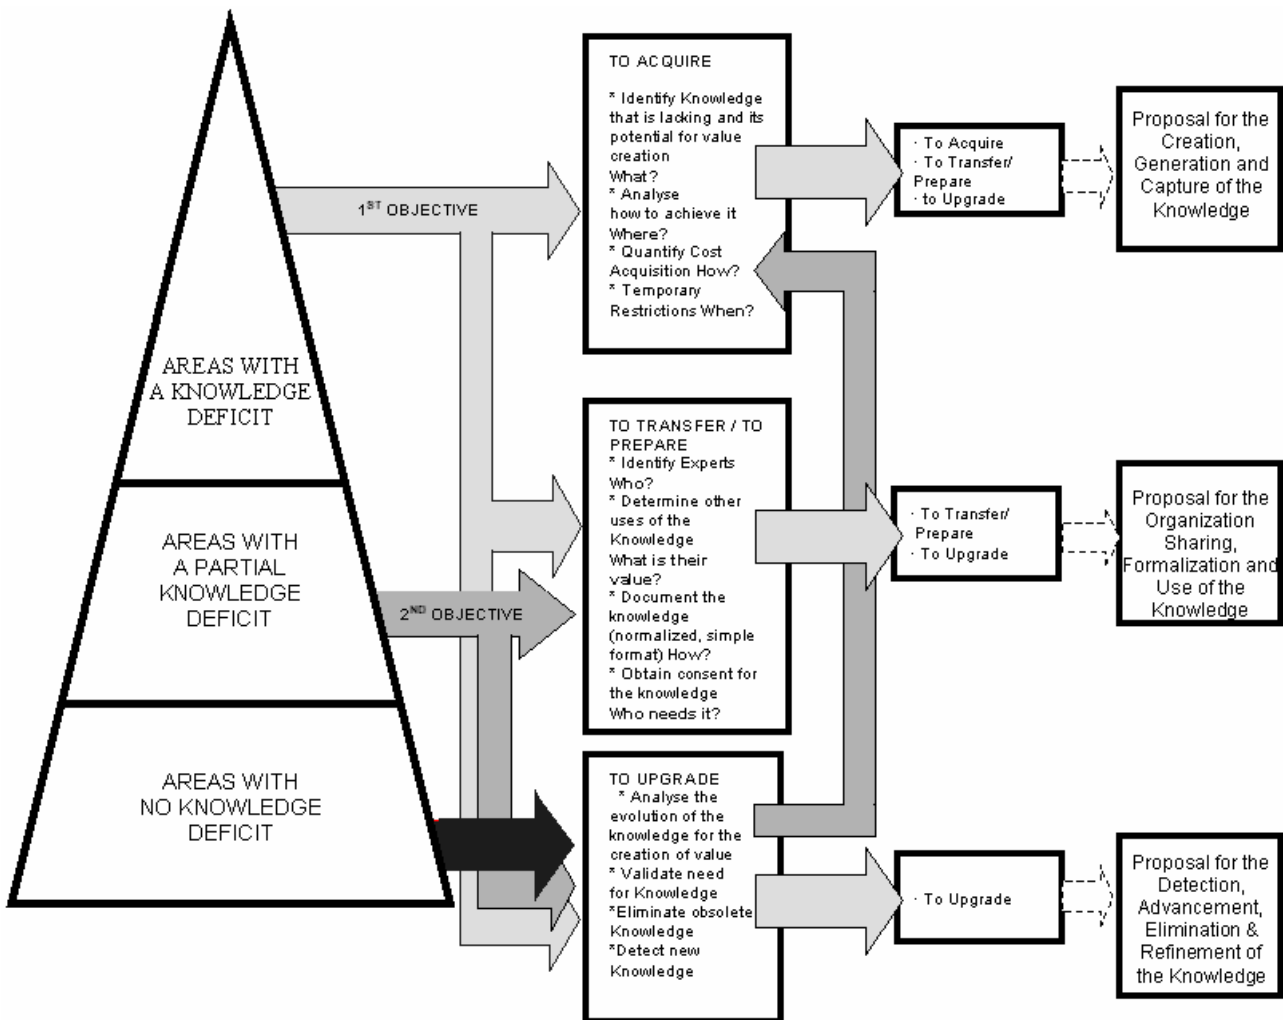 AREAS WITH
A KNOWLEDGE
DEFICIT
AREAS WITH
A PARTIAL
KNOWLEDGE
DEFICIT
AREAS WITH
NO KNOWLEDGE
DEFICIT
1ST OBJECTIVE
2ND OBJECTIVE
TO ACQUIRE
* Identify Knowledge
that is lacking and its
potential for value
creation
What?
* Analyse
how to achieve it
Where?
* Quantify Cost
Acquisition How?
* Temporary
Restrictions When?
TO TRANSFER / TO
PREPARE
* Identify Experts
Who?
* Determine other
uses of the
Knowledge
What is their
value?
* Document the
knowledge
(normalized, simple
format) How?
* Obtain consent for
the knowledge
Who needs it?
TO UPGRADE
* Analyse the
evolution of the
knowledge for the
creation of value
* Validate need
for Knowledge
*Eliminate obsolete
Knowledge
*Detect new
Knowledge
· To Acquire
· To Transfer/
Prepare
· to Upgrade
· To Transfer/
Prepare
· To Upgrade
· To Upgrade
Proposal for the
Creation,
Generation and
Capture of the
Knowledge
Proposal for the
Organization
Sharing,
Formalization and
Use of the
Knowledge
Proposal for the
Detection,
Advancement,
Elimination &
Refinement of
the Knowledge